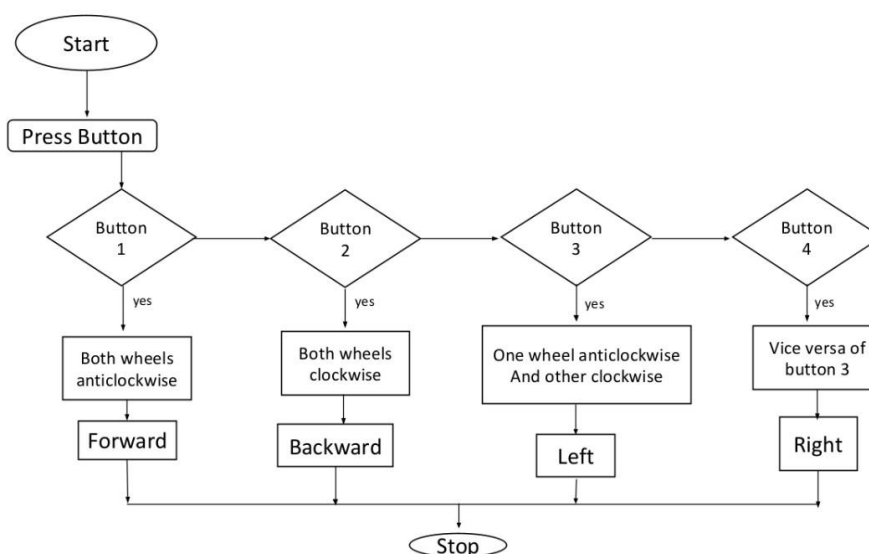 Start
Press Button
Button
1
Button
2
Button
3
Button
4
yes
yes
yes
yes
Both wheels
anticlockwise
Both wheels
clockwise
One wheel anticlockwise
And other clockwise
Vice versa of
button 3
Forward
Backward
Left
Right
Stop